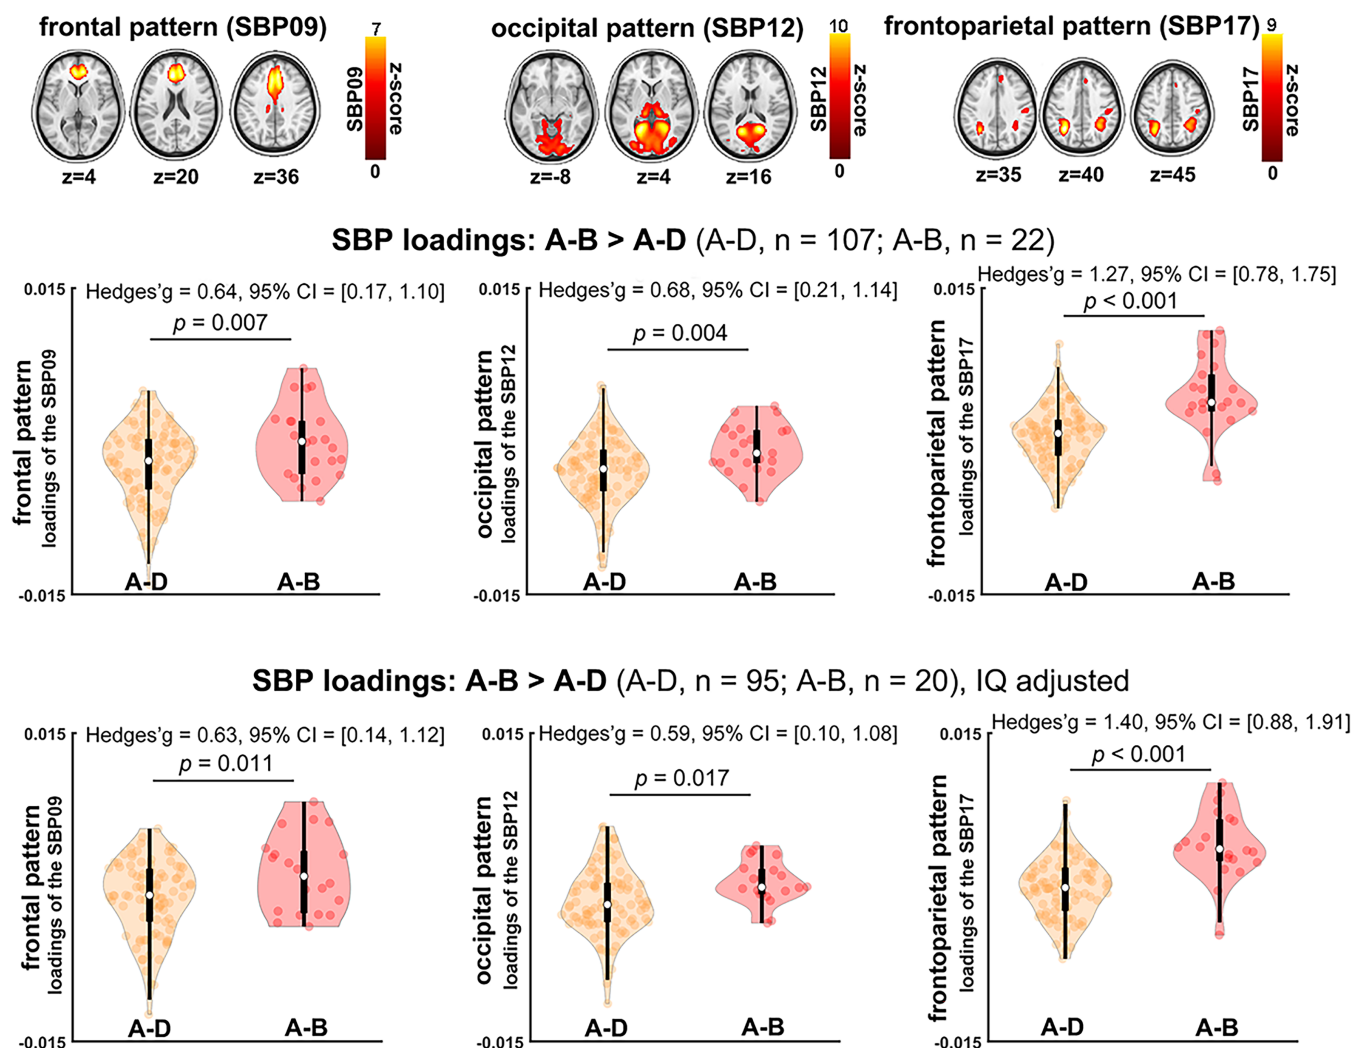 frontal pattern (SBP09)
7
SBP09
z-score
0
z=4
z=20
z=36
occipital pattern (SBP12)
10
SBP12
z-score
0
z=-8
z=4
z=16
frontoparietal pattern (SBP17)
9
SBP17
z-score
0
z=35
z=40
z=45
SBP loadings: A-B > A-D (A-D, n = 107; A-B, n = 22)
0.015
Hedges'g = 0.64, 95% CI = [0.17, 1.10]
p = 0.007
frontal pattern
loadings of the SBP09
A-D
A-B
-0.015
0.015
Hedges'g = 0.68, 95% CI = [0.21, 1.14]
p = 0.004
occipital pattern
loadings of the SBP12
A-D
A-B
-0.015
Hedges'g = 1.27, 95% CI = [0.78, 1.75]
0.015
p < 0.001
frontoparietal pattern
loadings of the SBP17
A-D
A-B
-0.015
SBP loadings: A-B > A-D (A-D, n = 95; A-B, n = 20), IQ adjusted
0.015
Hedges'g = 0.63, 95% CI = [0.14, 1.12]
p = 0.011
frontal pattern
loadings of the SBP09
A-D
A-B
-0.015
0.015
Hedges'g = 0.59, 95% CI = [0.10, 1.08]
p = 0.017
occipital pattern
loadings of the SBP12
A-D
A-B
-0.015
Hedges'g = 1.40, 95% CI = [0.88, 1.91]
0.015
p < 0.001
frontoparietal pattern
loadings of the SBP17
A-D
A-B
-0.015